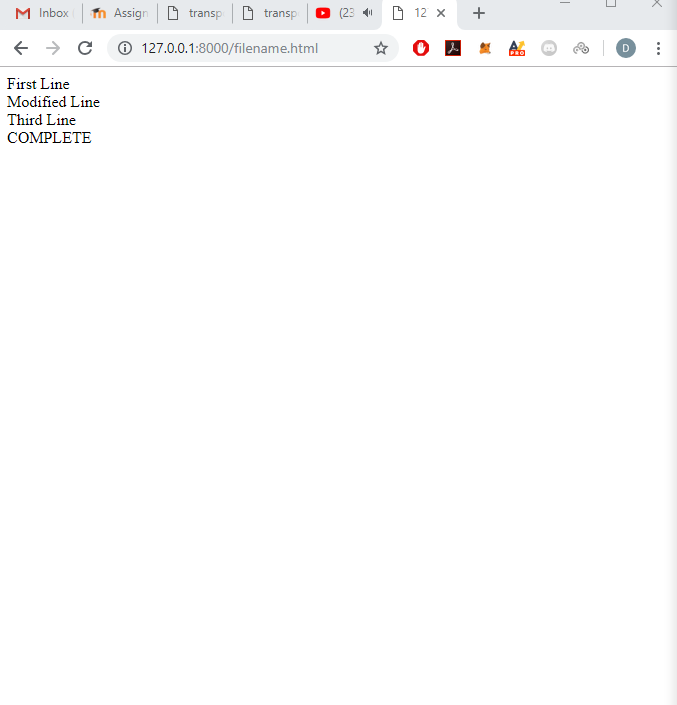 Inbox
Assign
transp
transp
(23
12
127.0.0.1:8000/filename.html
D
First Line
Modified Line
Third Line
COMPLETE